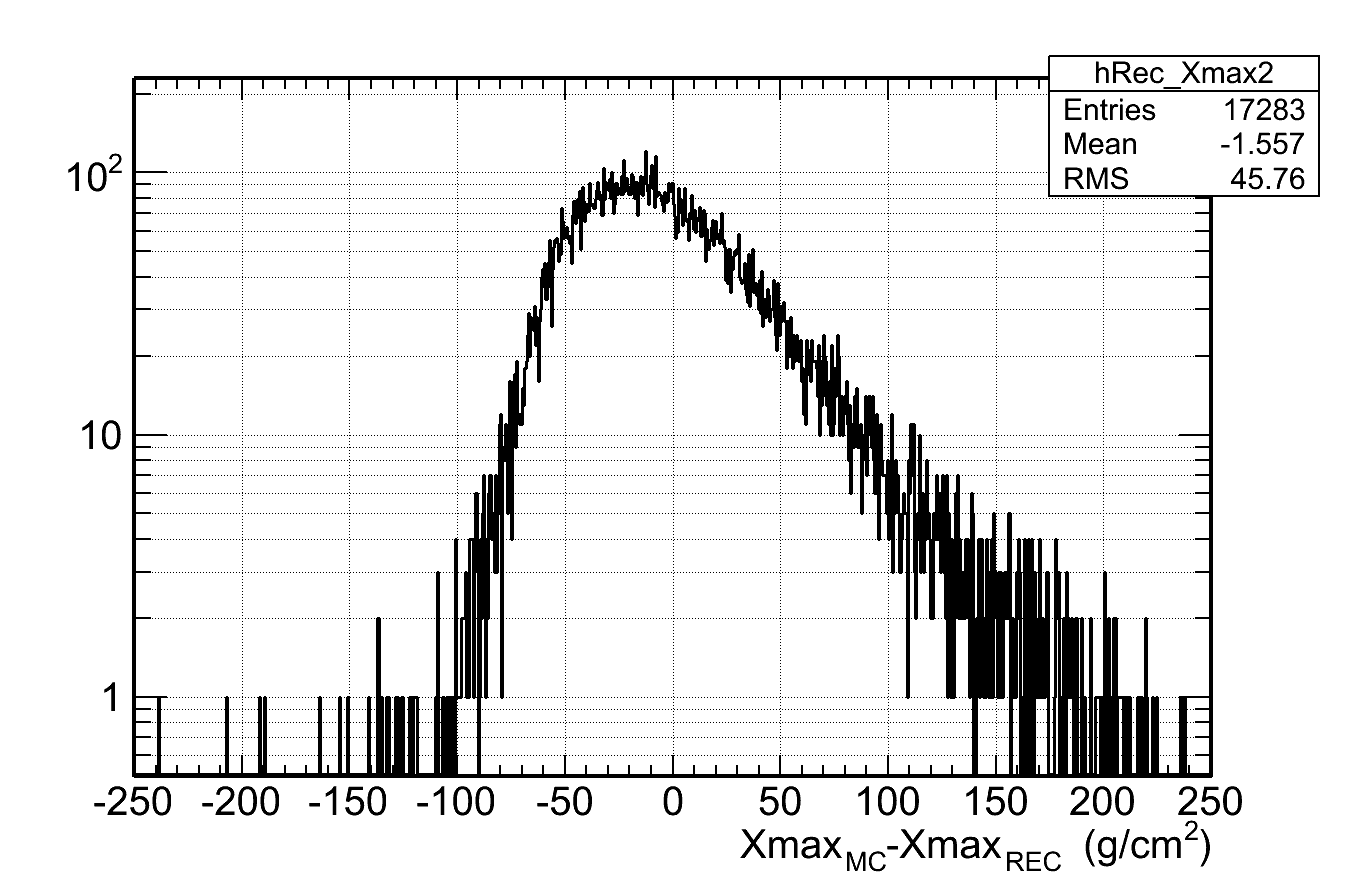 hRec_Xmax2
Entries 17283
Mean -1.557
RMS 45.76
10²
10
1
-250 -200 -150 -100 -50 0 50 100 150 200 250
Xmax_MC-Xmax_REC (g/cm²)